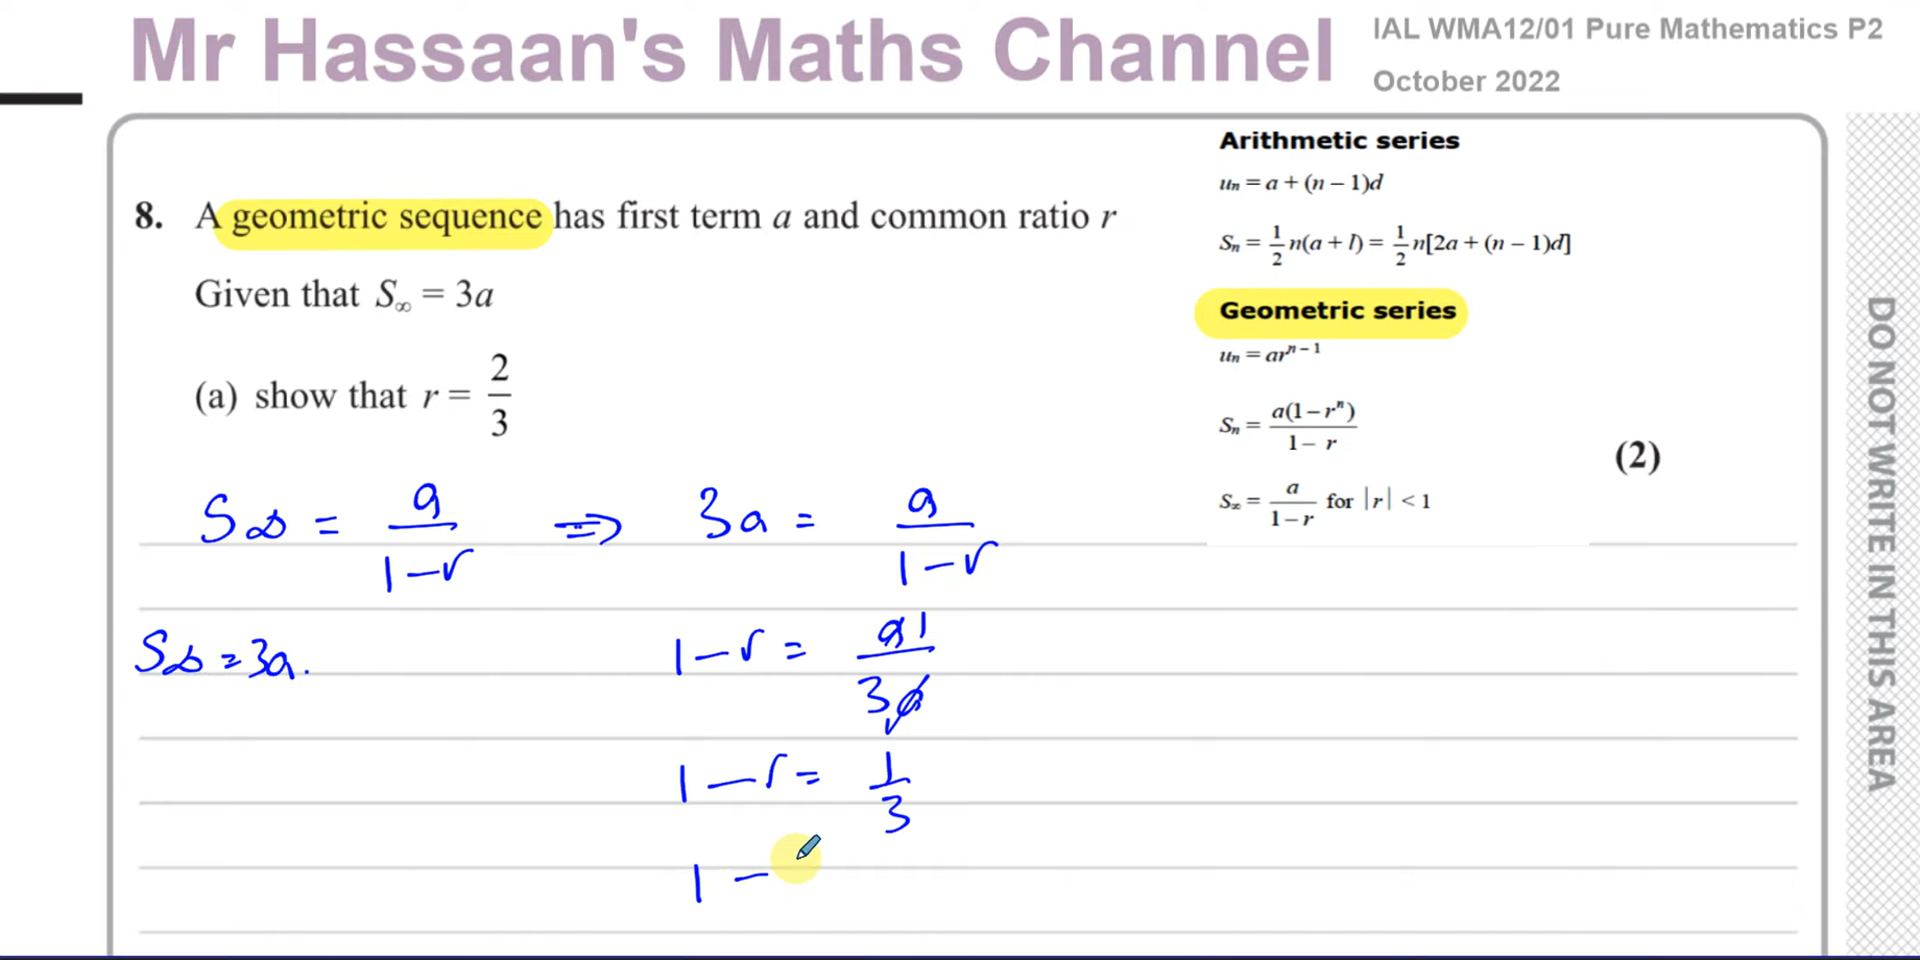 Mr Hassaan's Maths Channel
IAL WMA12/01 Pure Mathematics P2
October 2022
Arithmetic series
uₙ = a + (n – 1)d
Sₙ = 1/2 n(a + l) = 1/2 n[2a + (n – 1)d]
Geometric series
uₙ = arⁿ⁻¹
Sₙ = a(1 – rⁿ)/(1 – r)
S∞ = a/(1 – r) for |r| < 1
8. A geometric sequence has first term a and common ratio r
Given that S∞ = 3a
(a) show that r = 2/3
(2)
S∞ = a/(1 – r) ⇒ 3a = a/(1 – r)
S∞ = 3a.
1 – r = a1/3a
1 – r = 1/3
1 –
DO NOT WRITE IN THIS AREA